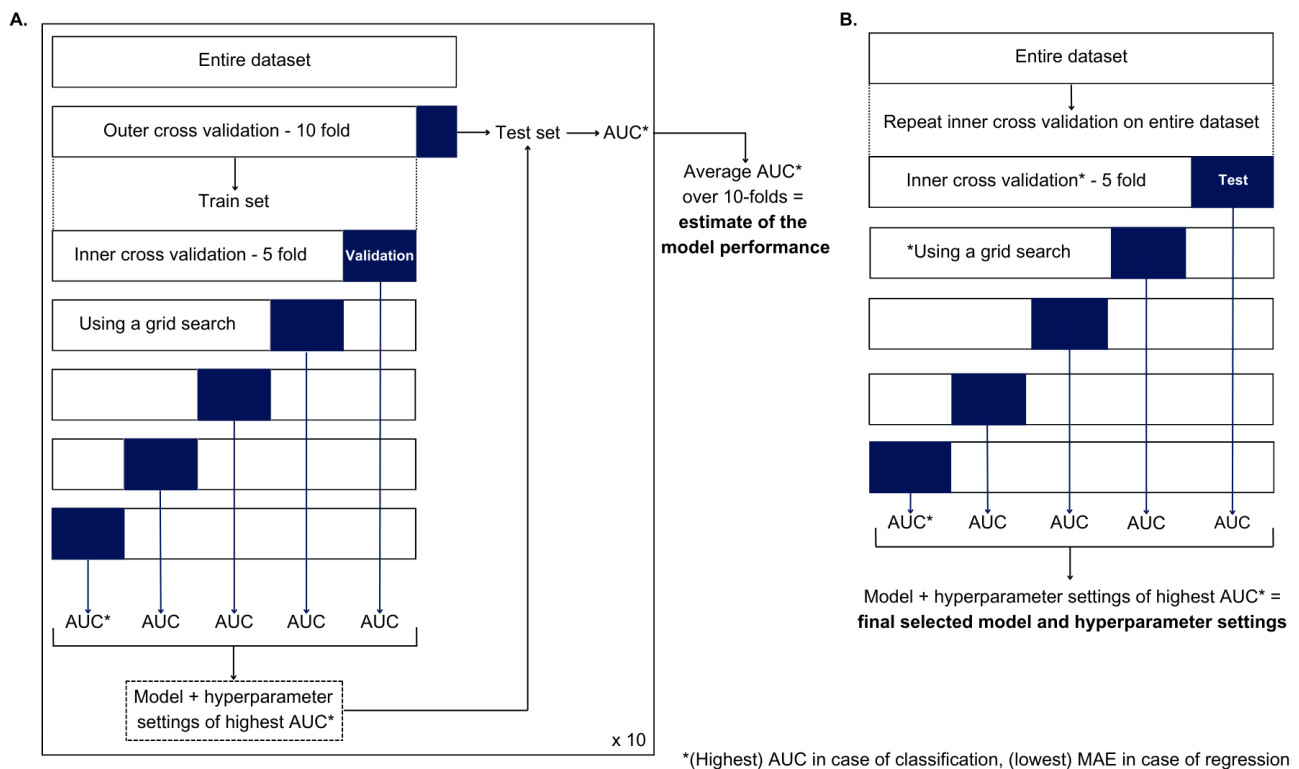 A.
Entire dataset
Outer cross validation - 10 fold
Test set
AUC*
Average AUC*
over 10-folds =
estimate of the
model performance
Train set
Inner cross validation - 5 fold
Validation
Using a grid search
AUC*
AUC
AUC
AUC
AUC
Model + hyperparameter
settings of highest AUC*
x 10
B.
Entire dataset
Repeat inner cross validation on entire dataset
Inner cross validation* - 5 fold
Test
*Using a grid search
AUC*
AUC
AUC
AUC
AUC
Model + hyperparameter settings of highest AUC* =
final selected model and hyperparameter settings
*(Highest) AUC in case of classification, (lowest) MAE in case of regression